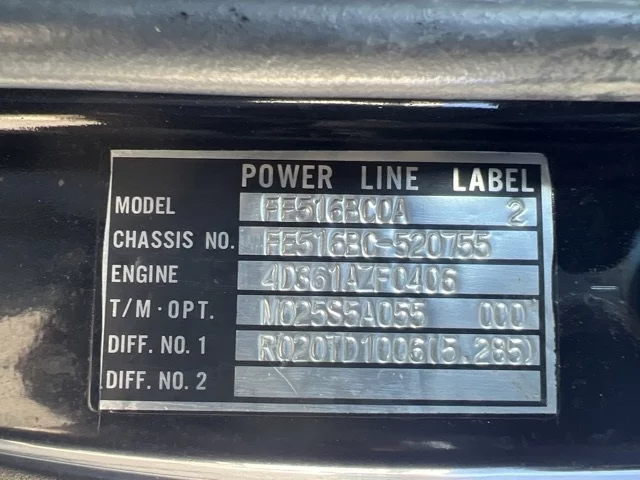 POWER LINE LABEL
MODEL FE516BC0A 2
CHASSIS NO. FE516BC-520755
ENGINE 4D361AZF0406
T/M·OPT. M025S5A055 000
DIFF. NO. 1 R020TD1006(5.285)
DIFF. NO. 2